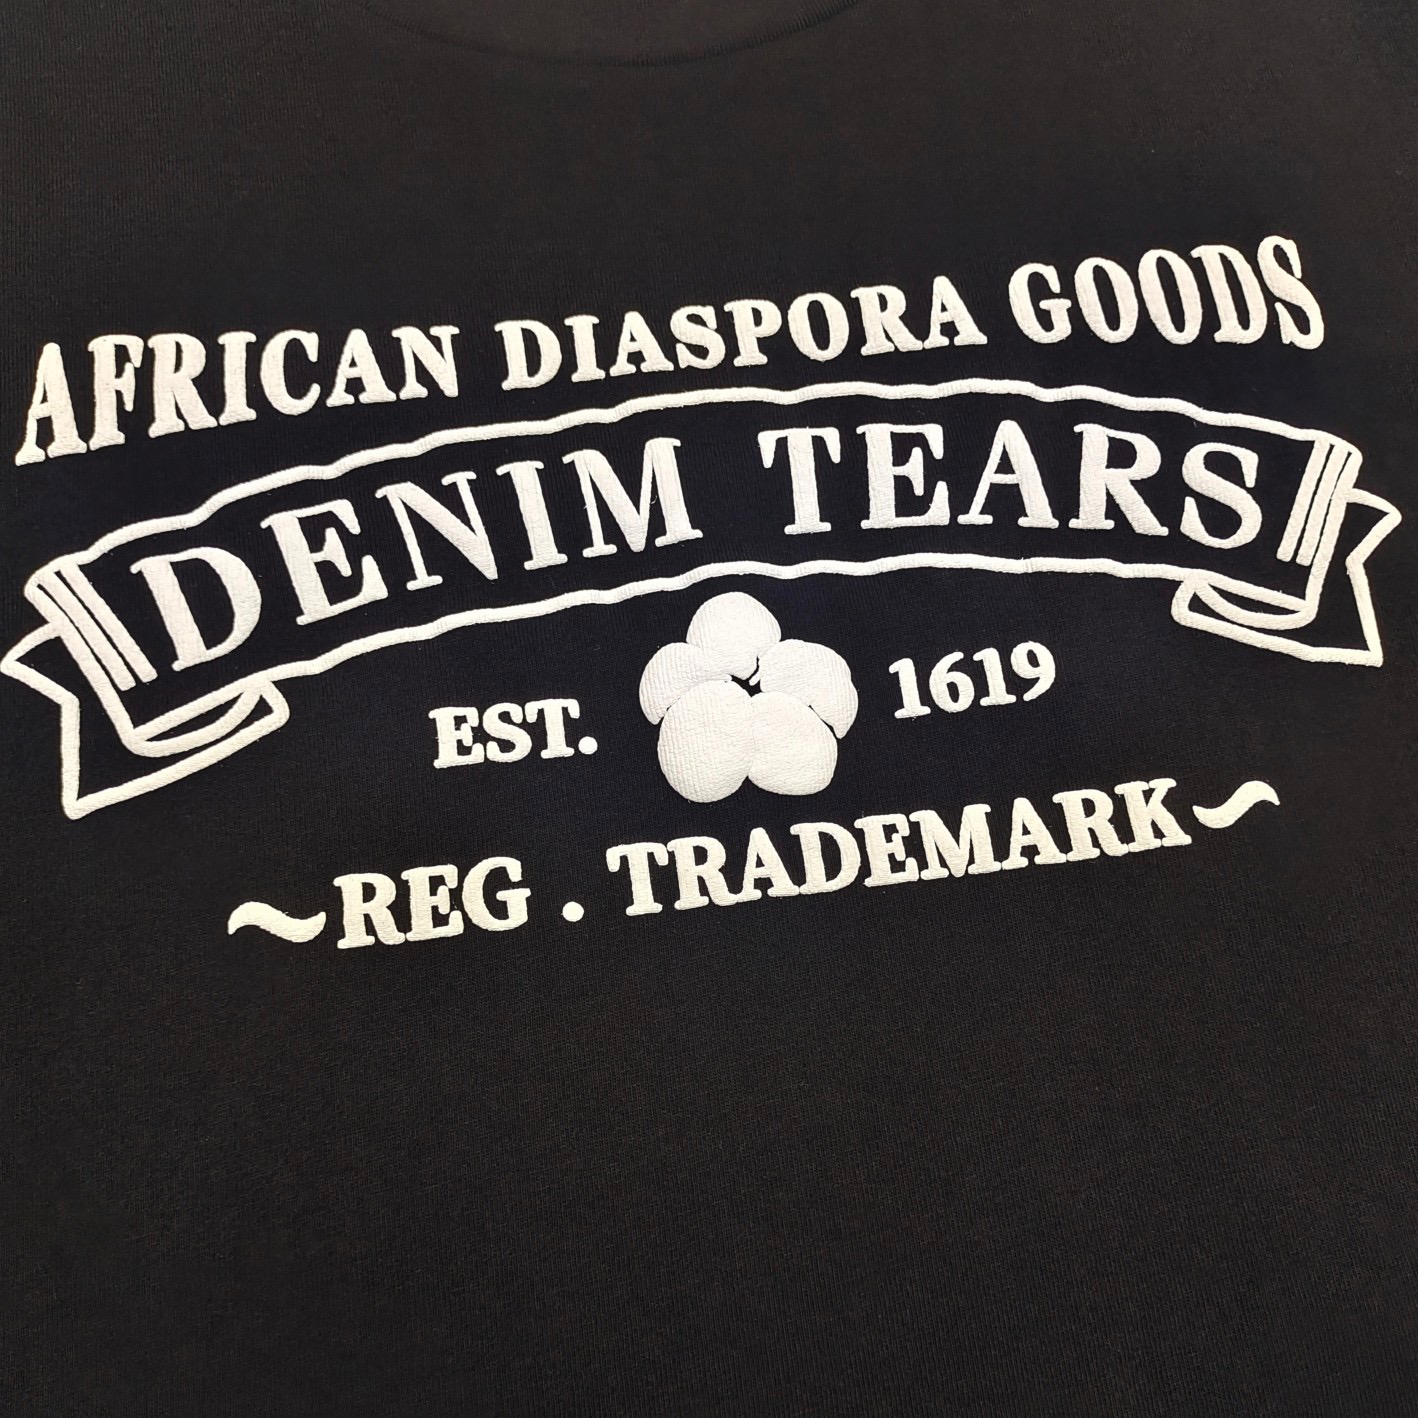 AFRICAN DIASPORA GOODS
DENIM TEARS
EST. 1619
~REG . TRADEMARK~